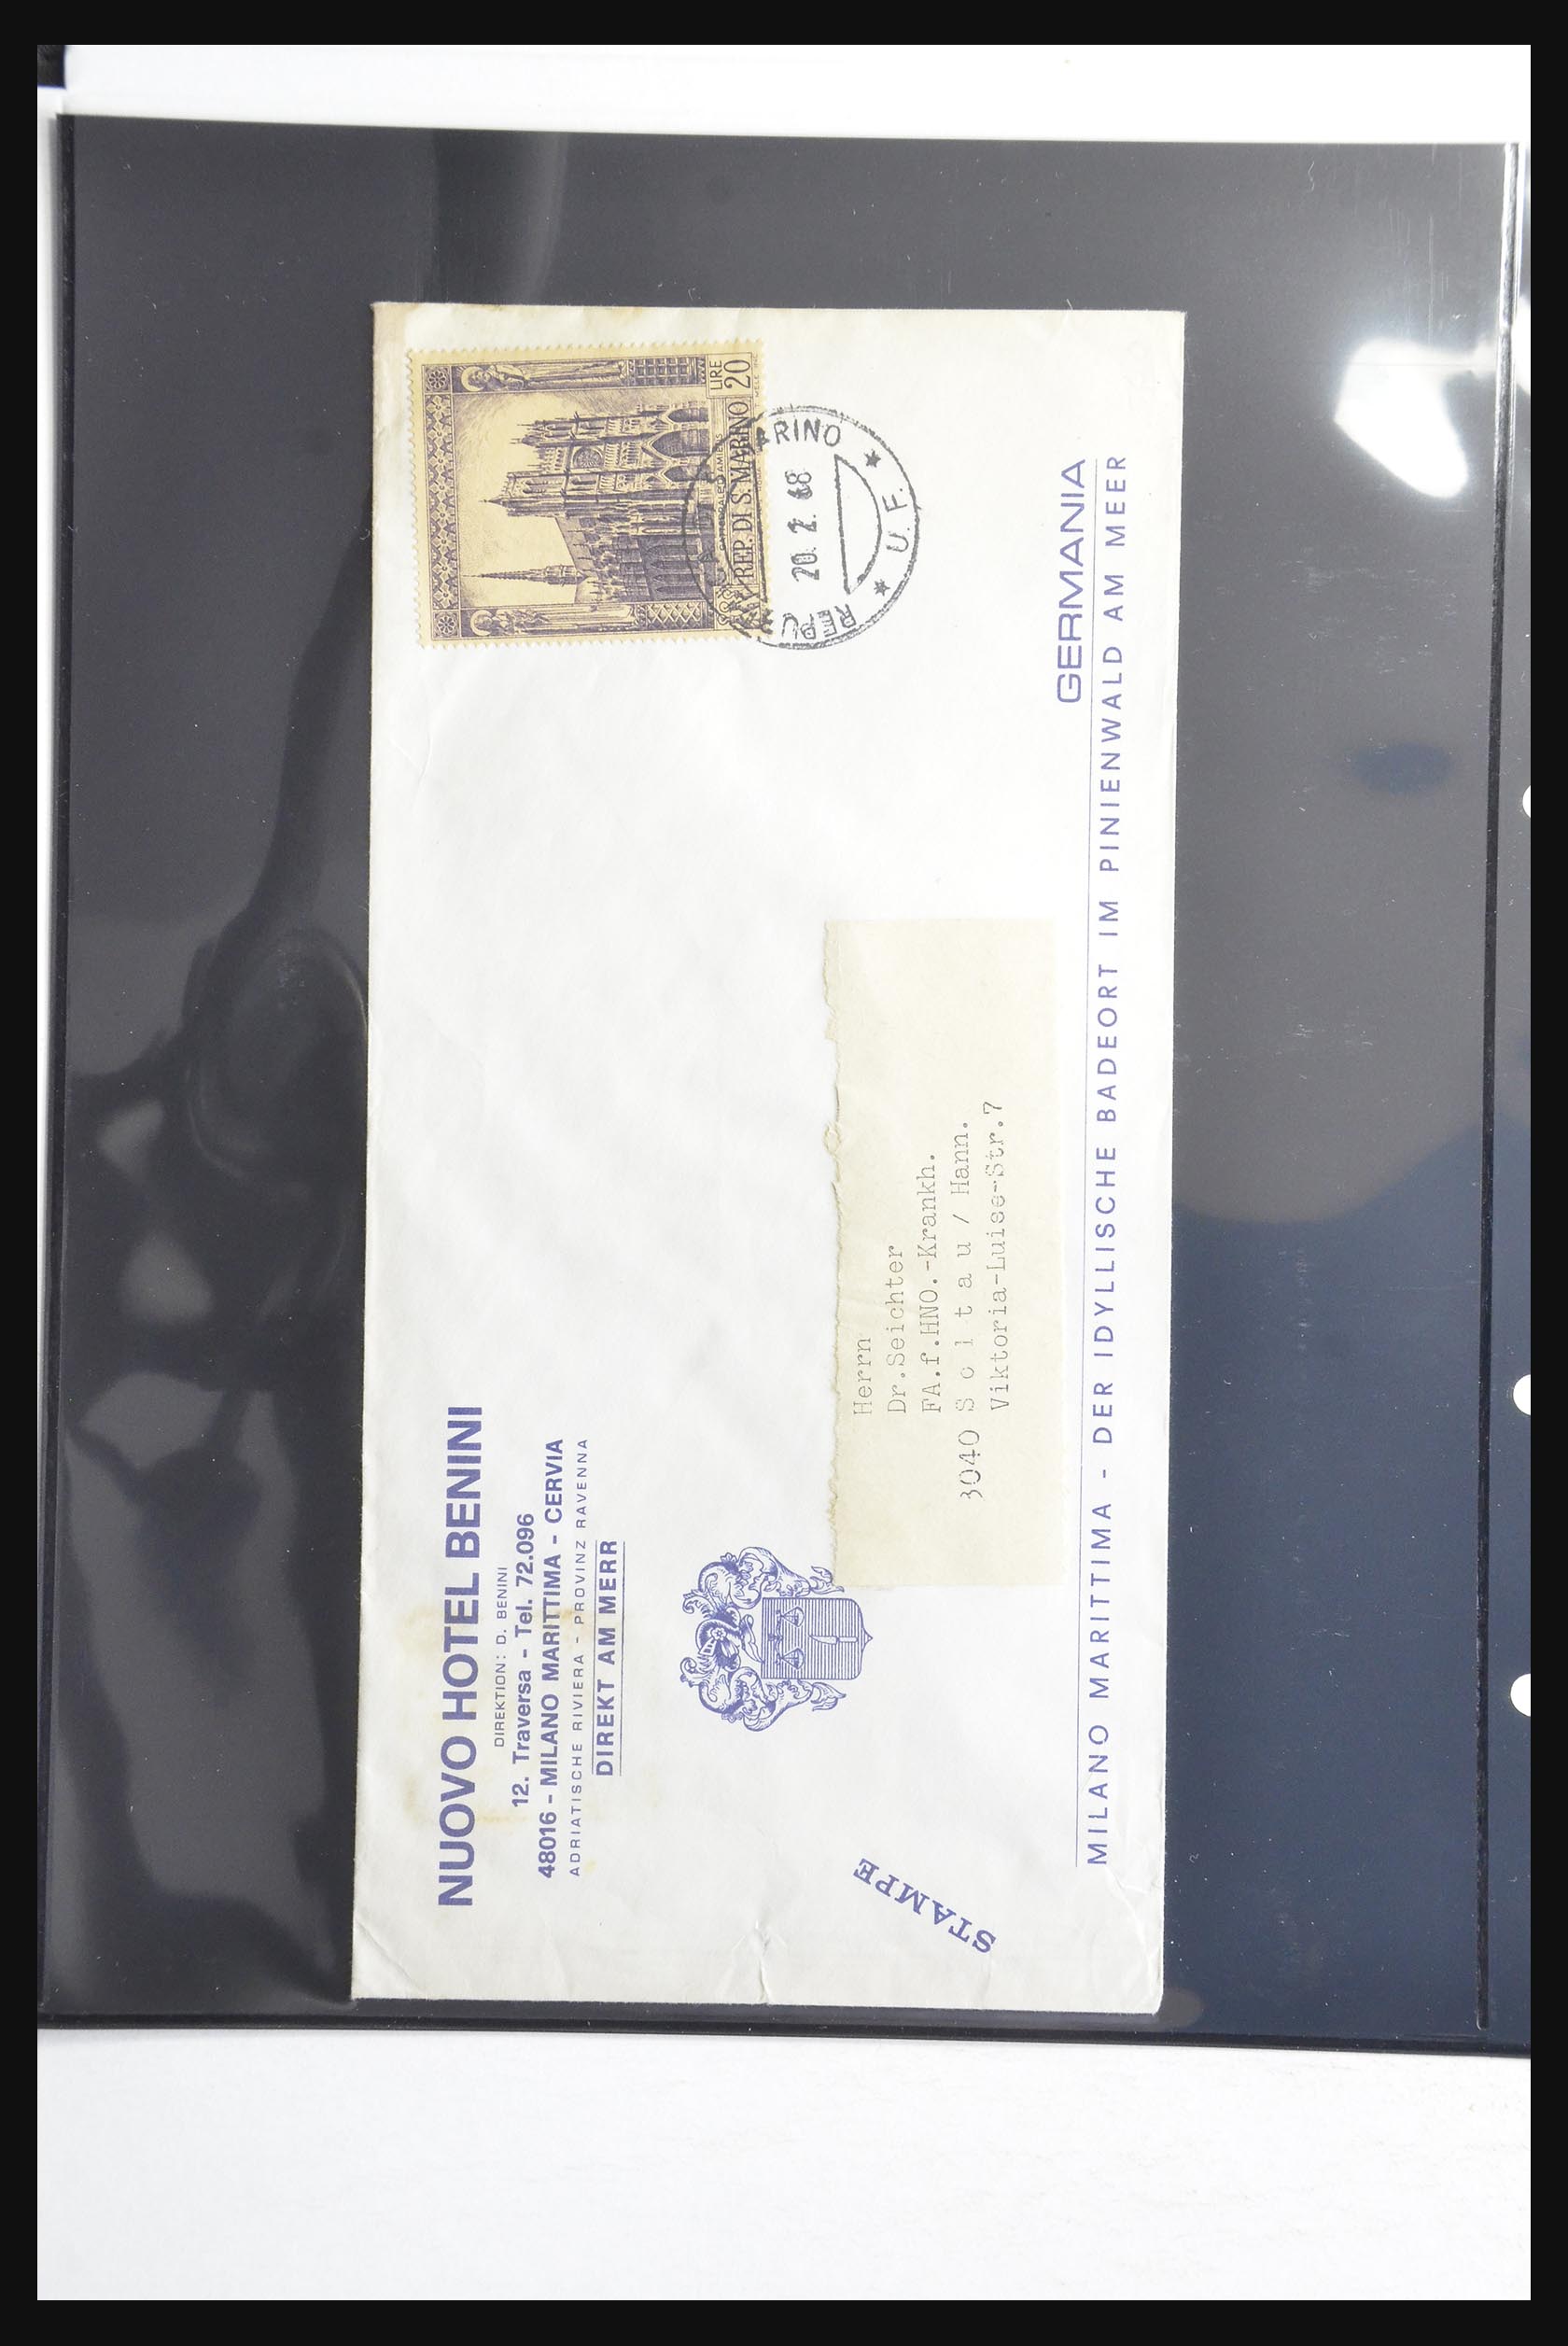 NUOVO HOTEL BENINI
DIREKTION: D. BENINI
12. Traversa - Tel. 72.096
48016 - MILANO MARITTIMA - CERVIA
ADRIATISCHE RIVIERA - PROVINZ RAVENNA
DIREKT AM MERR
LIRE
20
REP. DI S. MARINO
ARINO
REPU
20. 2. 68
U. F.
Herrn
Dr.Seichter
FA.f.HNO.-Krankh.
3040 S o l t a u / Hann.
Viktoria-Luise-Str.7
STAMPE
GERMANIA
MILANO MARITTIMA - DER IDYLLISCHE BADEORT IM PINIENWALD AM MEER